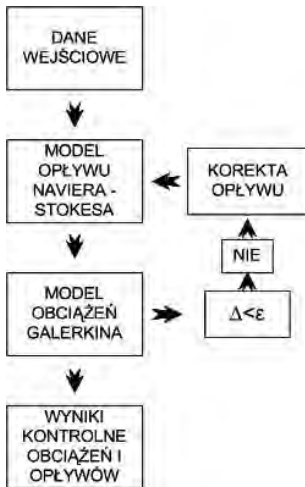 DANE
WEJŚCIOWE
MODEL
OPŁYWU
NAVIERA -
STOKESA
KOREKTA
OPŁYWU
NIE
MODEL
OBCIĄŻEŃ
GALERKINA
Δ<ε
WYNIKI
KONTROLNE
OBCIĄŻEŃ I
OPŁYWÓW